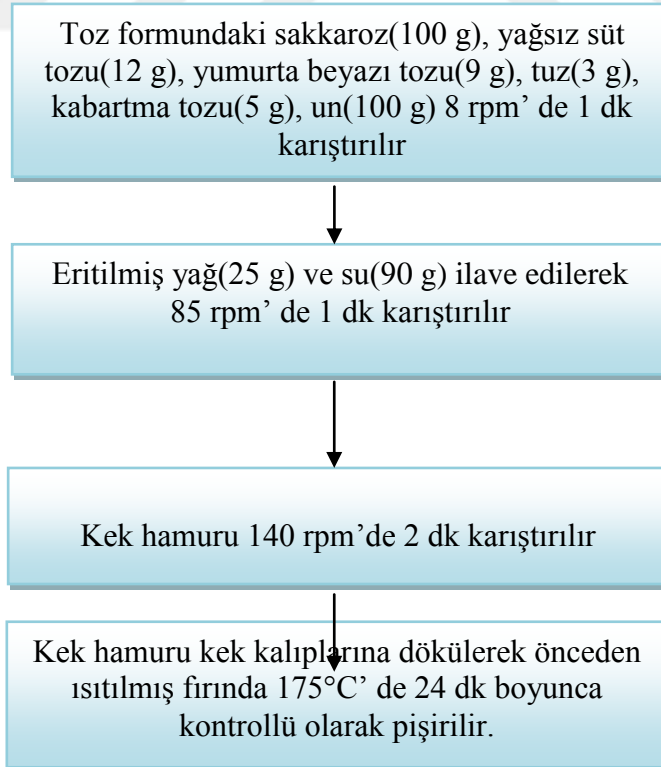 Toz formundaki sakkaroz(100 g), yağsız süt
tozu(12 g), yumurta beyazı tozu(9 g), tuz(3 g),
kabartma tozu(5 g), un(100 g) 8 rpm’ de 1 dk
karıştırılır
Eritilmiş yağ(25 g) ve su(90 g) ilave edilerek
85 rpm’ de 1 dk karıştırılır
Kek hamuru 140 rpm’de 2 dk karıştırılır
Kek hamuru kek kalıplarına dökülerek önceden
ısıtılmış fırında 175°C’ de 24 dk boyunca
kontrollü olarak pişirilir.